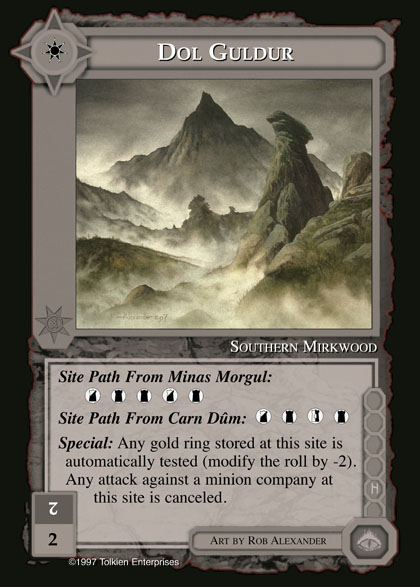 DOL GULDUR
SOUTHERN MIRKWOOD
Site Path From Minas Morgul:
Site Path From Carn Dûm:
Special: Any gold ring stored at this site is
automatically tested (modify the roll by -2).
Any attack against a minion company at
this site is canceled.
H
2
2
ART BY ROB ALEXANDER
©1997 Tolkien Enterprises